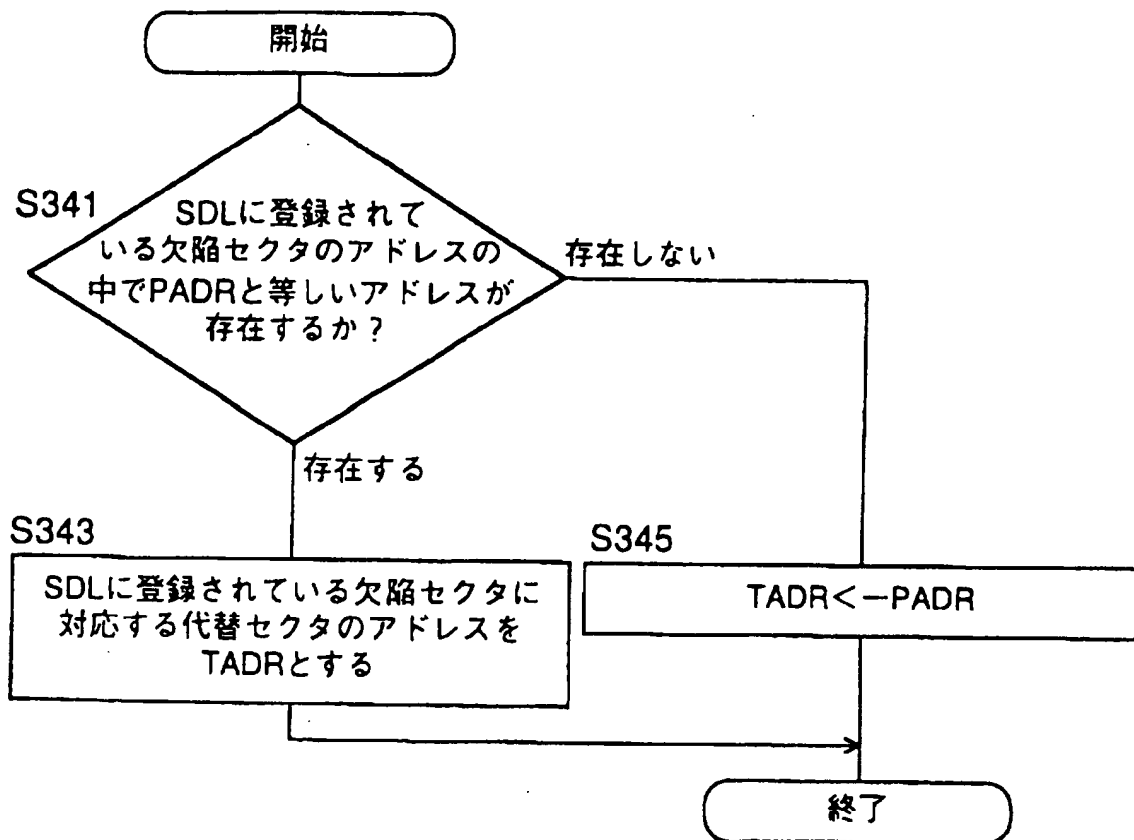 開始
S341
SDLに登録されて
いる欠陥セクタのアドレスの
中でPADRと等しいアドレスが
存在するか？
存在しない
存在する
S343
SDLに登録されている欠陥セクタに
対応する代替セクタのアドレスを
TADRとする
S345
TADR<−PADR
終了